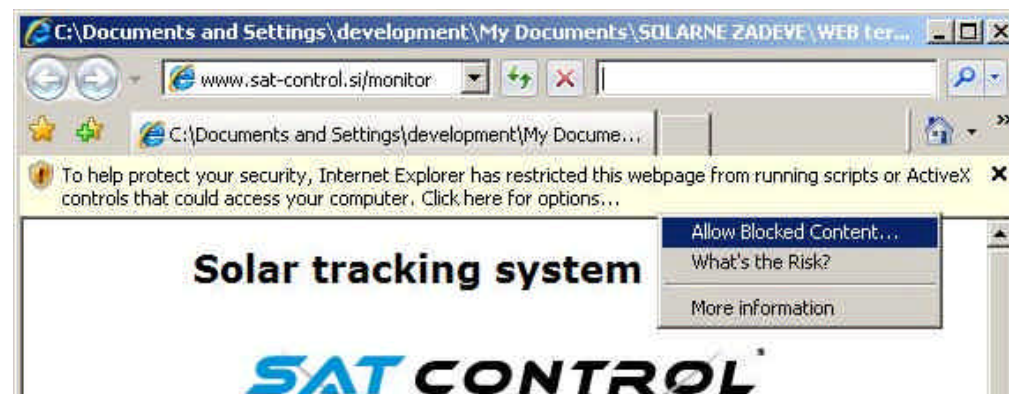 C:\Documents and Settings\development\My Documents\SOLARNE ZADEVE\WEB ter...
www.sat-control.si/monitor
C:\Documents and Settings\development\My Docume...
To help protect your security, Internet Explorer has restricted this webpage from running scripts or ActiveX
controls that could access your computer. Click here for options...
Allow Blocked Content...
What's the Risk?
More information
Solar tracking system
SAT CONTROL